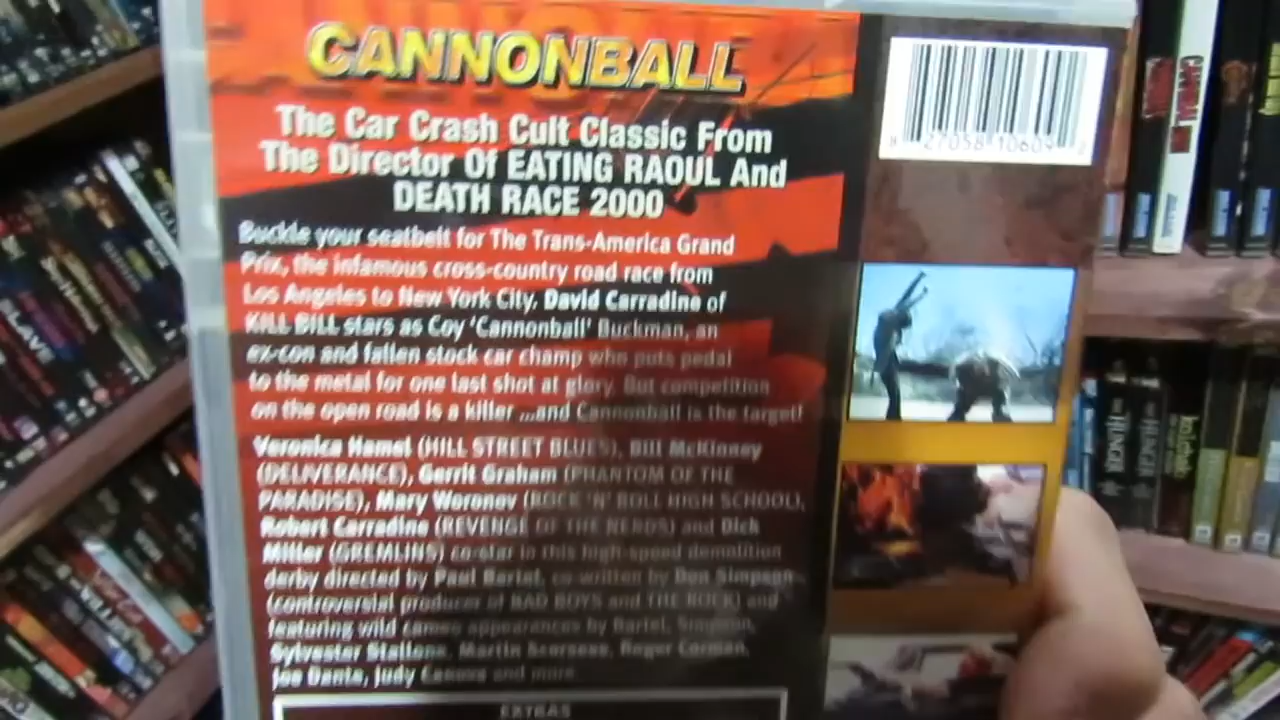 CANNONBALL
The Car Crash Cult Classic From
The Director Of EATING RAOUL And
DEATH RACE 2000
Buckle your seatbelt for The Trans-America Grand
Prix, the infamous cross-country road race from
Los Angeles to New York City. David Carradine of
KILL BILL stars as Coy 'Cannonball' Buckman, an
ex-con and fallen stock car champ who puts pedal
to the metal for one last shot at glory. But competition
on the open road is a killer ...and Cannonball is the target!
Veronica Hamel (HILL STREET BLUES), Bill McKinney
(DELIVERANCE), Gerrit Graham (PHANTOM OF THE
PARADISE), Mary Woronov (ROCK 'N' ROLL HIGH SCHOOL),
Robert Carradine (REVENGE OF THE NERDS) and Dick
Miller (GREMLINS) co-star in this high-speed demolition
derby directed by Paul Bartel, co-written by Don Simpson
(controversial producer of BAD BOYS and THE ROCK) and
featuring wild cameo appearances by Bartel, Simpson,
Sylvester Stallone, Martin Scorsese, Roger Corman,
Joe Dante, Judy Canova and more.
EXTRAS
THE HUNGER